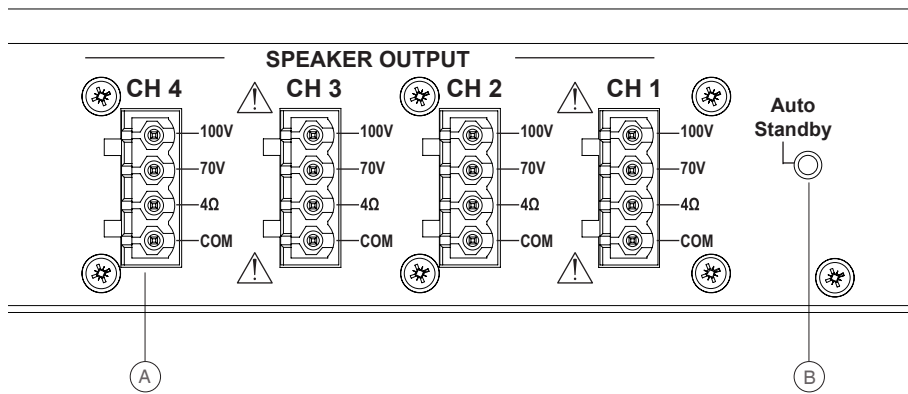 SPEAKER OUTPUT
CH 4
CH 3
CH 2
CH 1
100V
70V
4Ω
COM
100V
70V
4Ω
COM
100V
70V
4Ω
COM
100V
70V
4Ω
COM
Auto
Standby
A
B